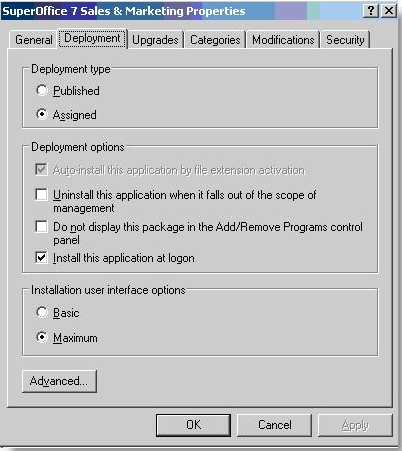 SuperOffice 7 Sales & Marketing Properties
General Deployment Upgrades Categories Modifications Security
Deployment type
Published
Assigned
Deployment options
Auto-install this application by file extension activation
Uninstall this application when it falls out of the scope of
management
Do not display this package in the Add/Remove Programs control
panel
Install this application at logon
Installation user interface options
Basic
Maximum
Advanced...
OK Cancel Apply